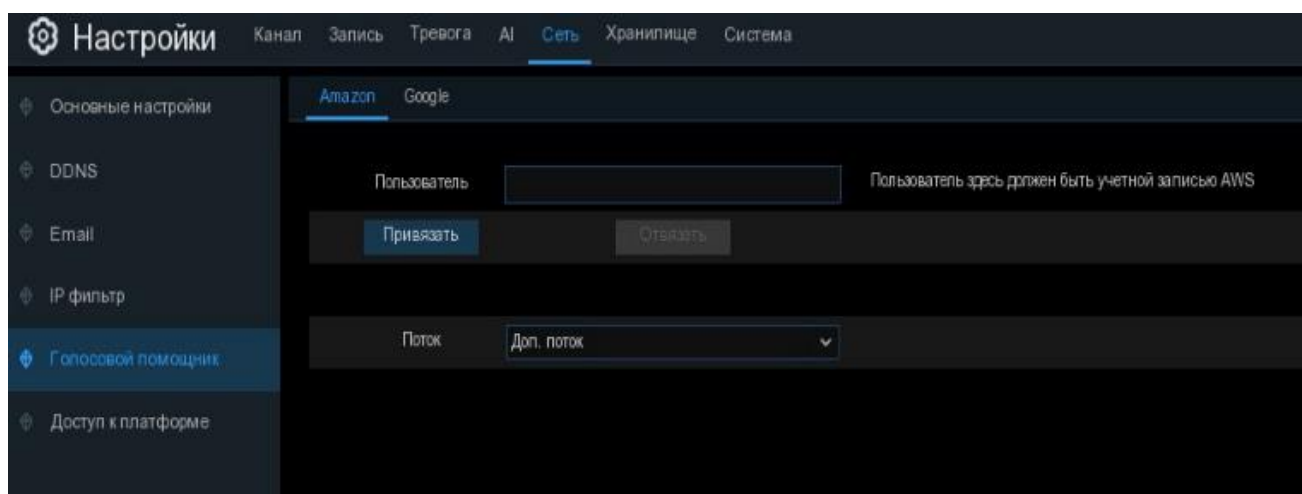 Настройки Канал Запись Тревога AI Сеть Хранилище Система
Основные настройки
Amazon Google
DDNS
Пользователь Пользователь здесь должен быть учетной записью AWS
Email
Привязать Отвязать
IP фильтр
Поток Доп. поток
Голосовой помощник
Доступ к платформе